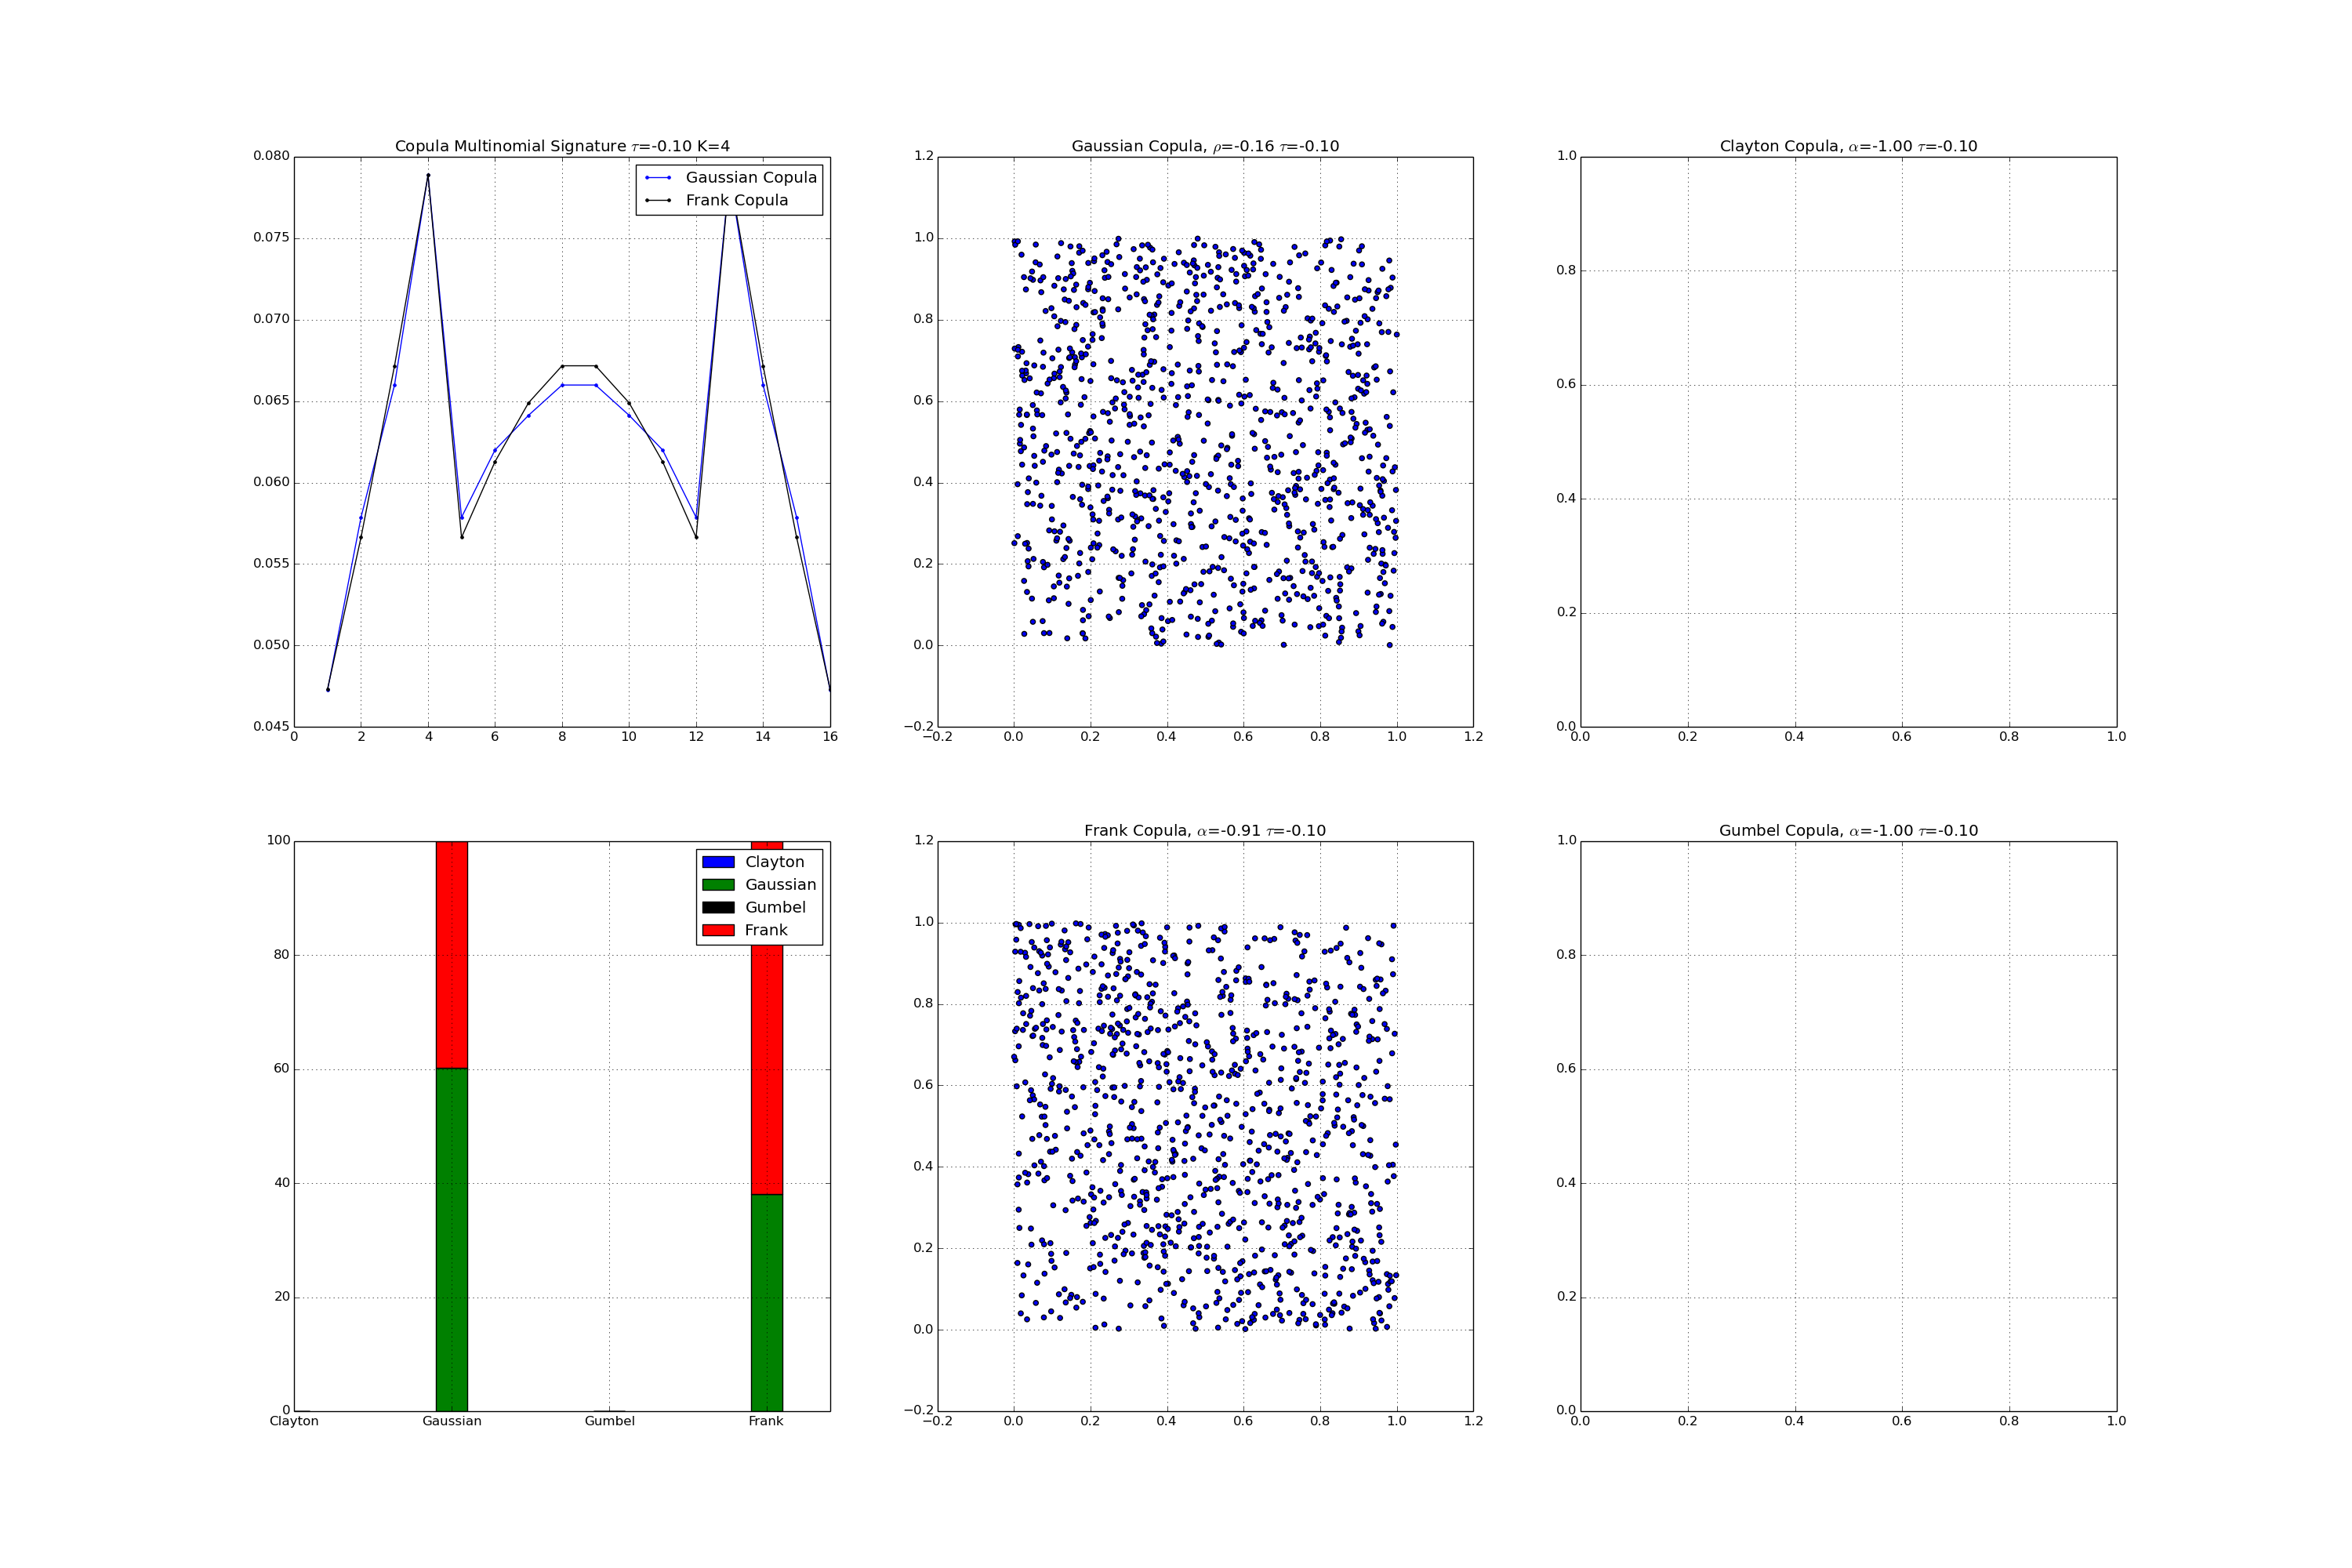 Copula Multinomial Signature τ=-0.10 K=4
0.080
0.075
0.070
0.065
0.060
0.055
0.050
0.045
0 2 4 6 8 10 12 14 16
Gaussian Copula
Frank Copula
Gaussian Copula, ρ=-0.16 τ=-0.10
1.2
1.0
0.8
0.6
0.4
0.2
0.0
−0.2
−0.2 0.0 0.2 0.4 0.6 0.8 1.0 1.2
Clayton Copula, α=-1.00 τ=-0.10
1.0
0.8
0.6
0.4
0.2
0.0
0.0 0.2 0.4 0.6 0.8 1.0
100
80
60
40
20
0
Clayton Gaussian Gumbel Frank
Clayton
Gaussian
Gumbel
Frank
Frank Copula, α=-0.91 τ=-0.10
1.2
1.0
0.8
0.6
0.4
0.2
0.0
−0.2
−0.2 0.0 0.2 0.4 0.6 0.8 1.0 1.2
Gumbel Copula, α=-1.00 τ=-0.10
1.0
0.8
0.6
0.4
0.2
0.0
0.0 0.2 0.4 0.6 0.8 1.0